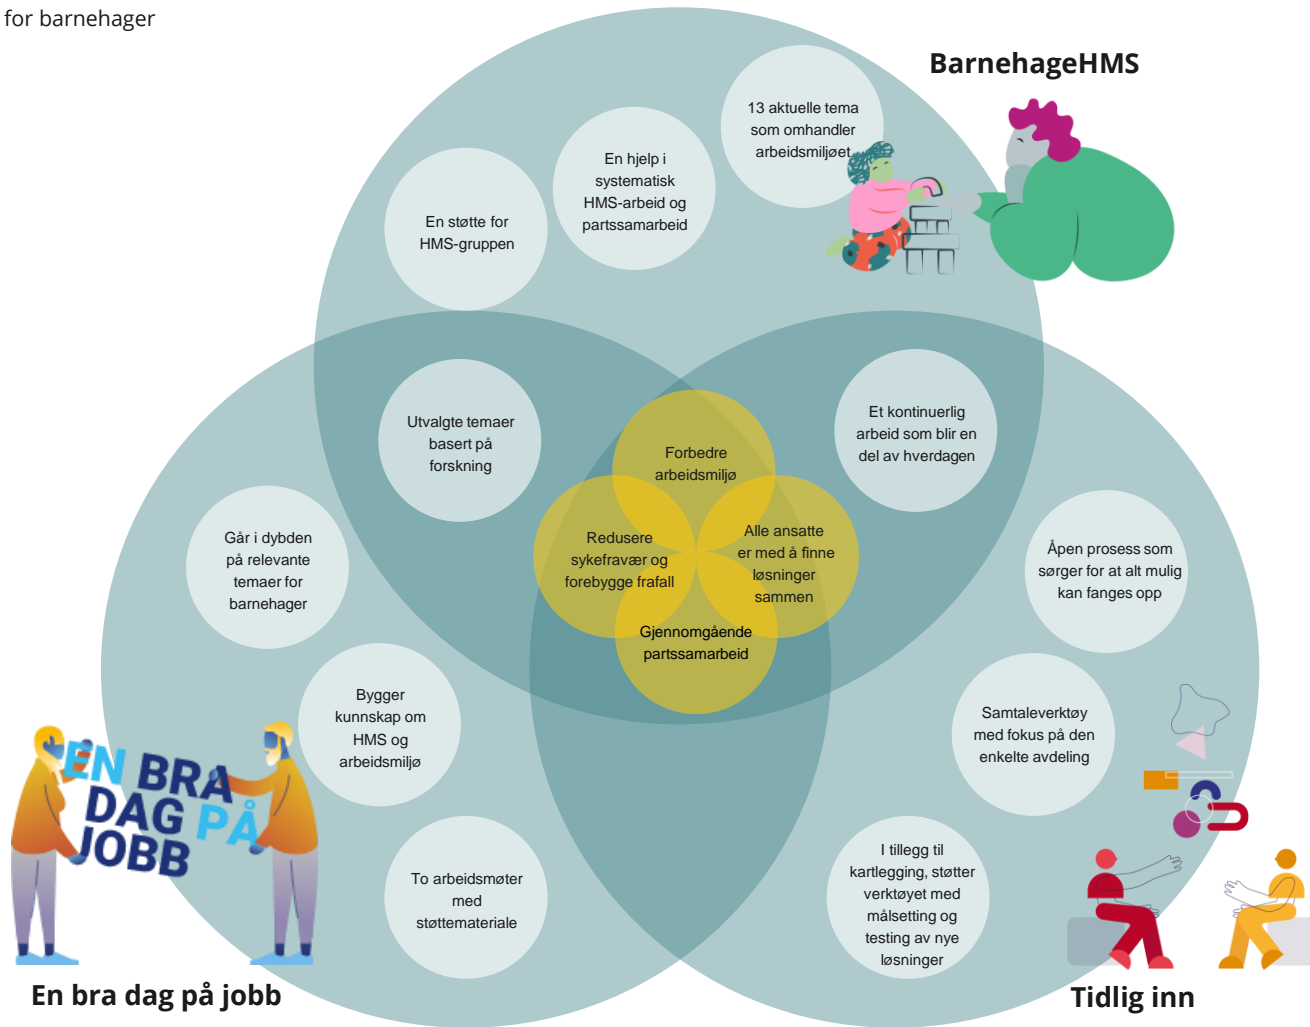 for barnehager
BarnehageHMS
13 aktuelle tema
som omhandler
arbeidsmiljøet
En hjelp i
systematisk
HMS-arbeid og
partssamarbeid
En støtte for
HMS-gruppen
Utvalgte temaer
basert på
forskning
Et kontinuerlig
arbeid som blir en
del av hverdagen
Forbedre
arbeidsmiljø
Redusere
sykefravær og
forebygge frafall
Alle ansatte
er med å finne
løsninger
sammen
Gjennomgående
partssamarbeid
Går i dybden
på relevante
temaer for
barnehager
Åpen prosess som
sørger for at alt mulig
kan fanges opp
Bygger
kunnskap om
HMS og
arbeidsmiljø
Samtaleverktøy
med fokus på den
enkelte avdeling
EN BRA
DAG PÅ
JOBB
To arbeidsmøter
med
støttemateriale
I tillegg til
kartlegging, støtter
verktøyet med
målsetting og
testing av nye
løsninger
En bra dag på jobb
Tidlig inn